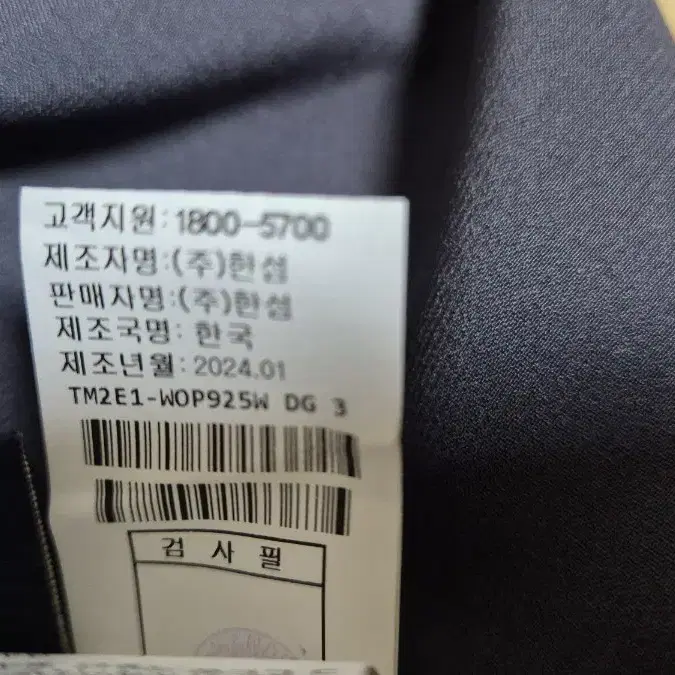 고객지원:1800-5700
제조자명:(주)한섬
판매자명:(주)한섬
제조국명: 한국
제조년월: 2024.01
TM2E1-WOP925W DG 3
검 사 필